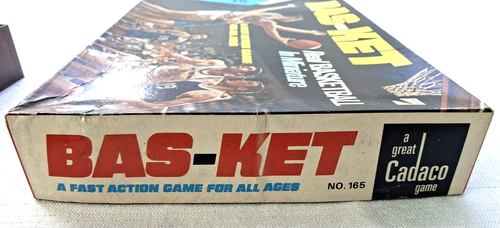 BAS-KET
Real BASKETBALL
In Miniature
BAS-KET
A FAST ACTION GAME FOR ALL AGES
NO. 165
a
great
Cadaco
game